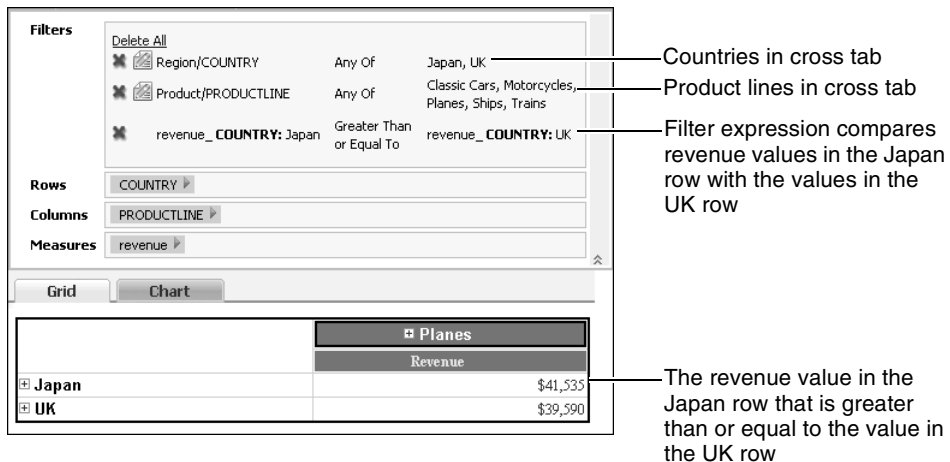 Filters
Delete All
Region/COUNTRY Any Of Japan, UK
Product/PRODUCTLINE Any Of Classic Cars, Motorcycles, Planes, Ships, Trains
revenue_ COUNTRY: Japan Greater Than or Equal To revenue_ COUNTRY: UK
Rows COUNTRY
Columns PRODUCTLINE
Measures revenue
Grid Chart
Planes
Revenue
Japan $41,535
UK $39,590
Countries in cross tab
Product lines in cross tab
Filter expression compares
revenue values in the Japan
row with the values in the
UK row
The revenue value in the
Japan row that is greater
than or equal to the value in
the UK row